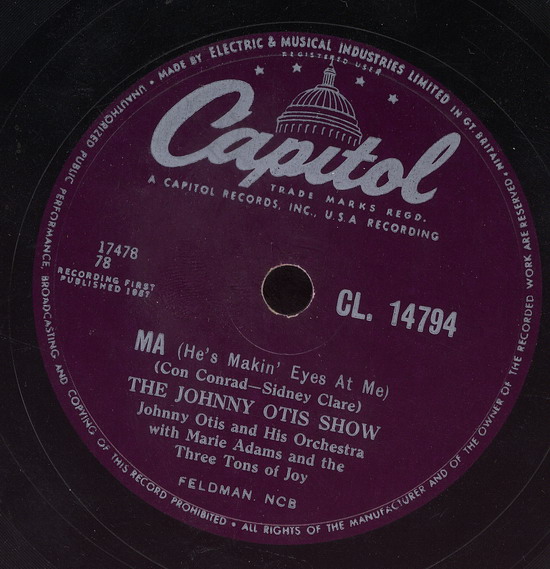 MADE BY ELECTRIC & MUSICAL INDUSTRIES LIMITED IN GT. BRITAIN • ALL RIGHTS OF THE MANUFACTURER AND OF THE OWNER OF THE RECORDED WORK ARE RESERVED • UNAUTHORIZED PUBLIC PERFORMANCE, BROADCASTING AND COPYING OF THIS RECORD PROHIBITED •
REGISTERED USER
Capitol
TRADE MARKS REGD.
A CAPITOL RECORDS, INC., U.S.A RECORDING
17478
78
RECORDING FIRST
PUBLISHED 1957
CL. 14794
MA (He's Makin' Eyes At Me)
(Con Conrad—Sidney Clare)
THE JOHNNY OTIS SHOW
Johnny Otis and His Orchestra
with Marie Adams and the
Three Tons of Joy
FELDMAN. NCB